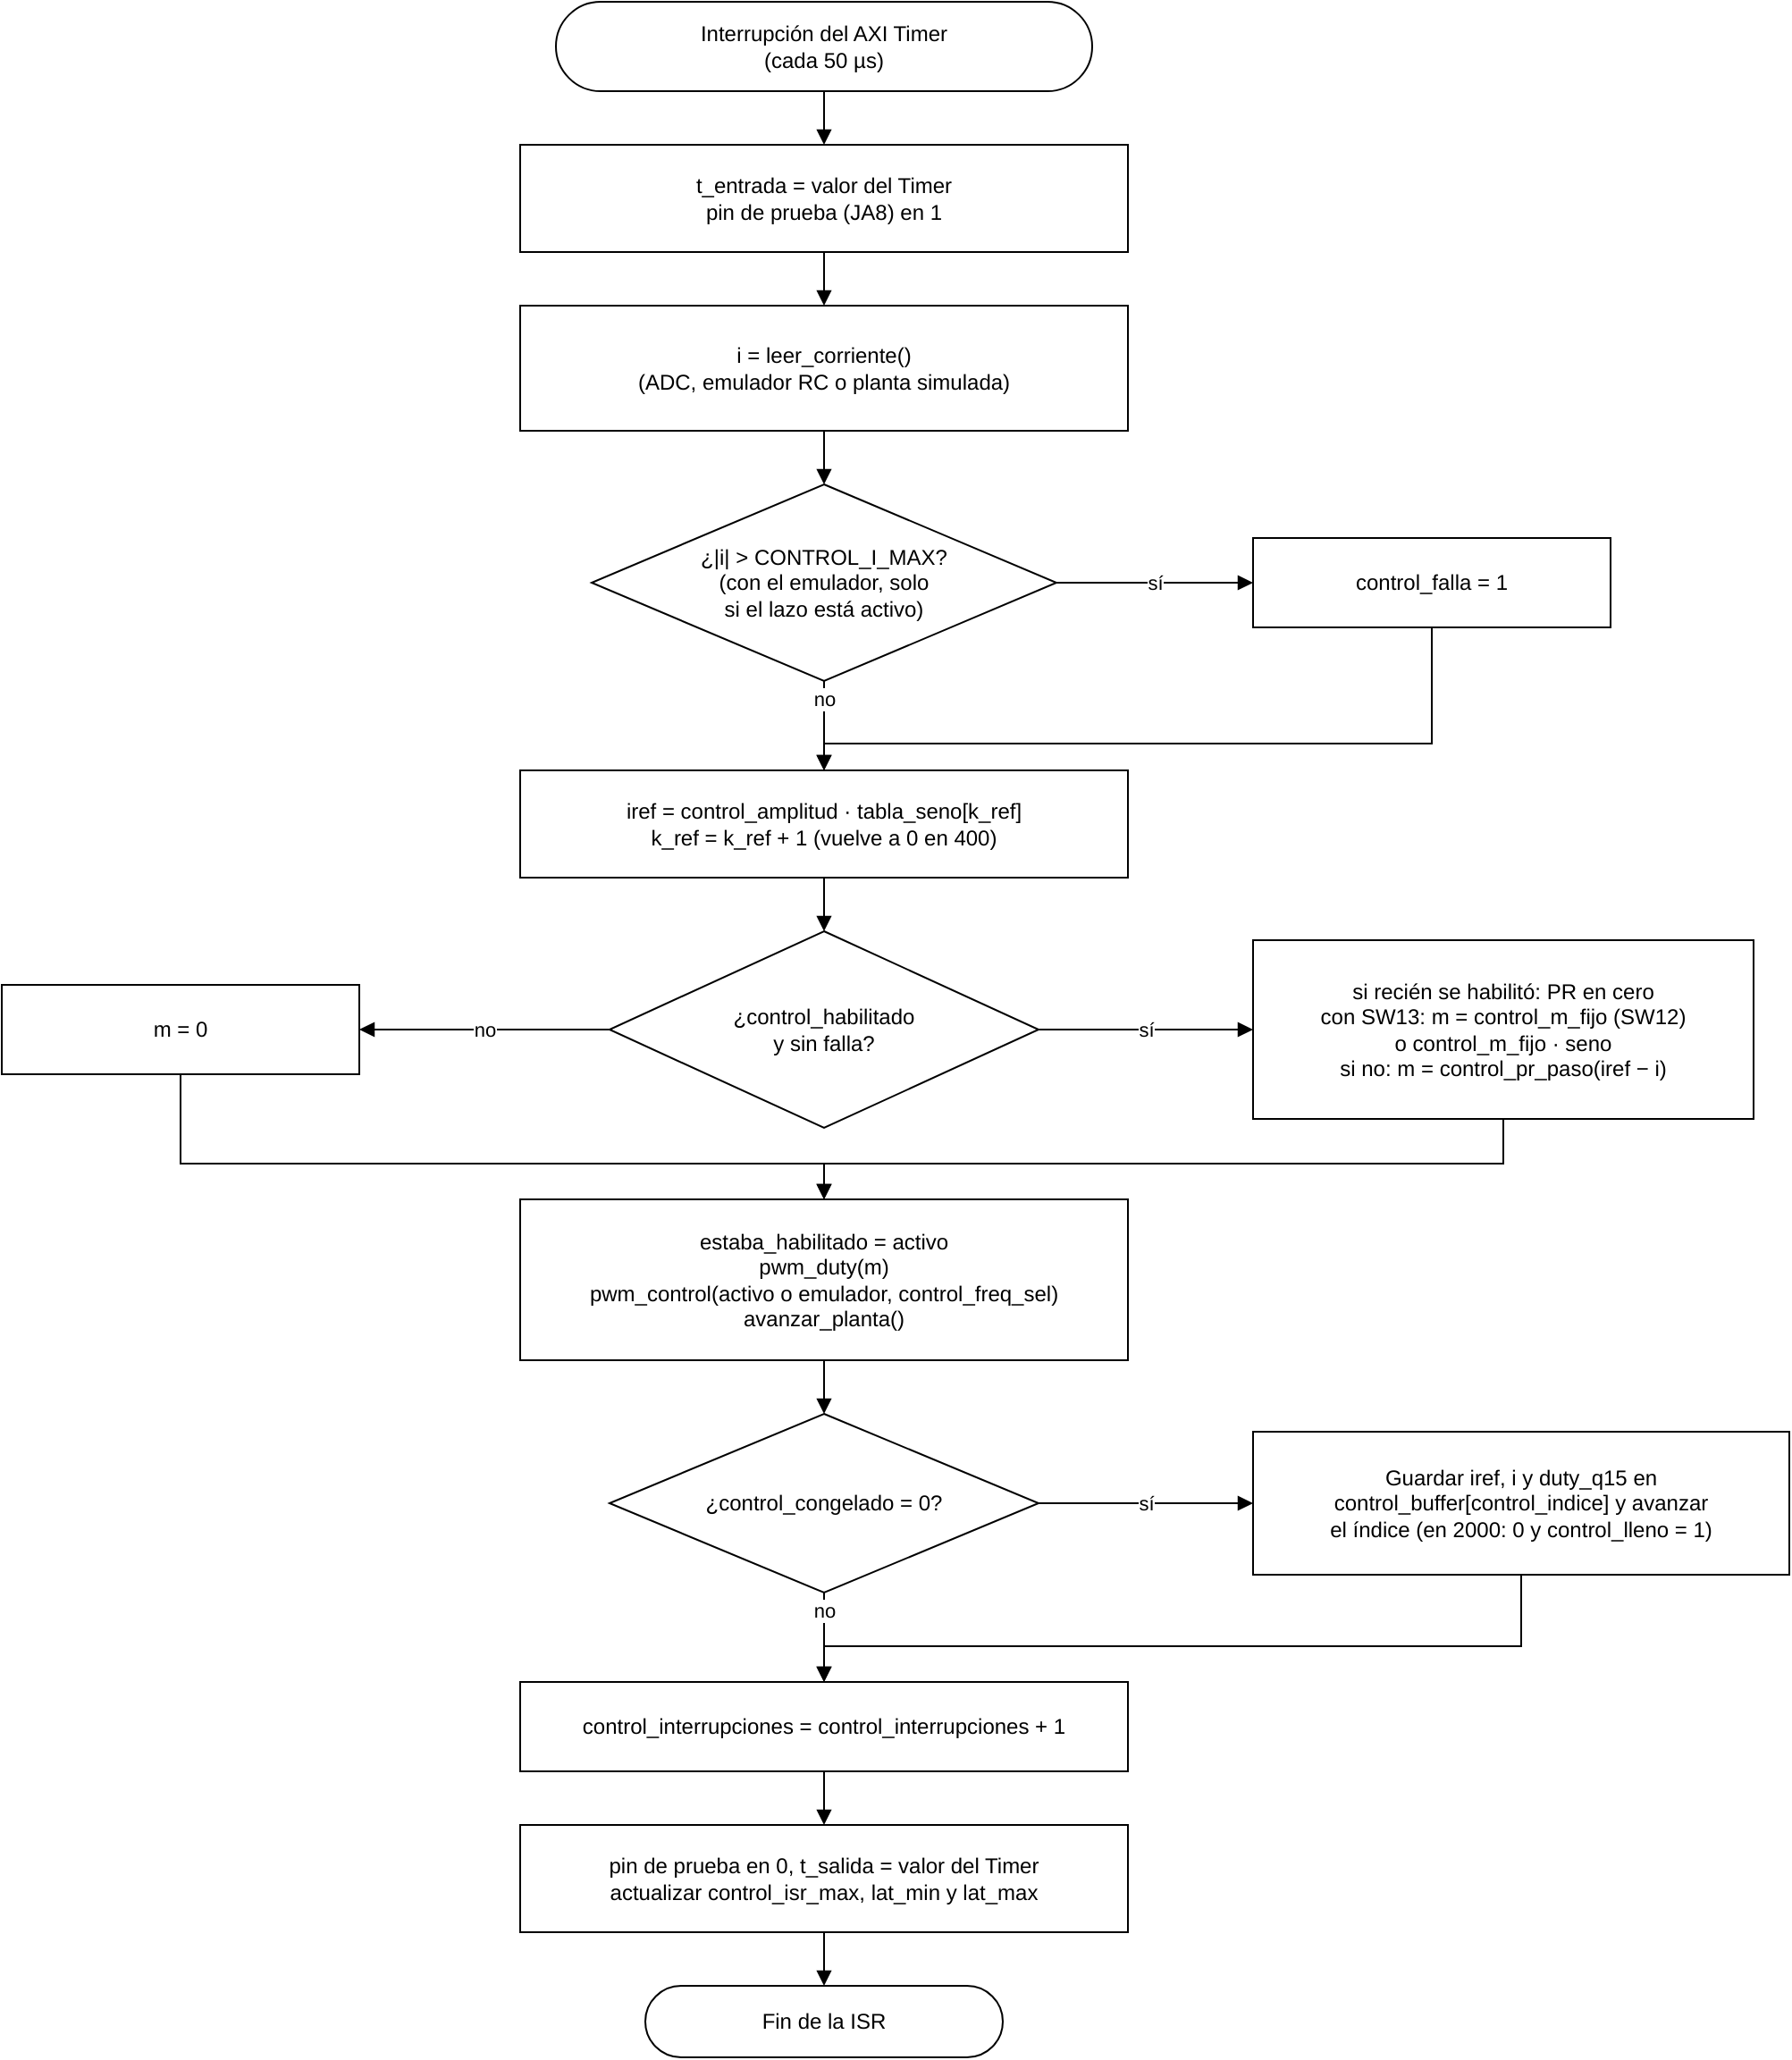 Interrupción del AXI Timer
(cada 50 µs)
t_entrada = valor del Timer
pin de prueba (JA8) en 1
i = leer_corriente()
(ADC, emulador RC o planta simulada)
¿|i| > CONTROL_I_MAX?
(con el emulador, solo
si el lazo está activo)
sí
control_falla = 1
no
iref = control_amplitud · tabla_seno[k_ref]
k_ref = k_ref + 1 (vuelve a 0 en 400)
m = 0
no
¿control_habilitado
y sin falla?
sí
si recién se habilitó: PR en cero
con SW13: m = control_m_fijo (SW12)
o control_m_fijo · seno
si no: m = control_pr_paso(iref − i)
estaba_habilitado = activo
pwm_duty(m)
pwm_control(activo o emulador, control_freq_sel)
avanzar_planta()
¿control_congelado = 0?
sí
Guardar iref, i y duty_q15 en
control_buffer[control_indice] y avanzar
el índice (en 2000: 0 y control_lleno = 1)
no
control_interrupciones = control_interrupciones + 1
pin de prueba en 0, t_salida = valor del Timer
actualizar control_isr_max, lat_min y lat_max
Fin de la ISR